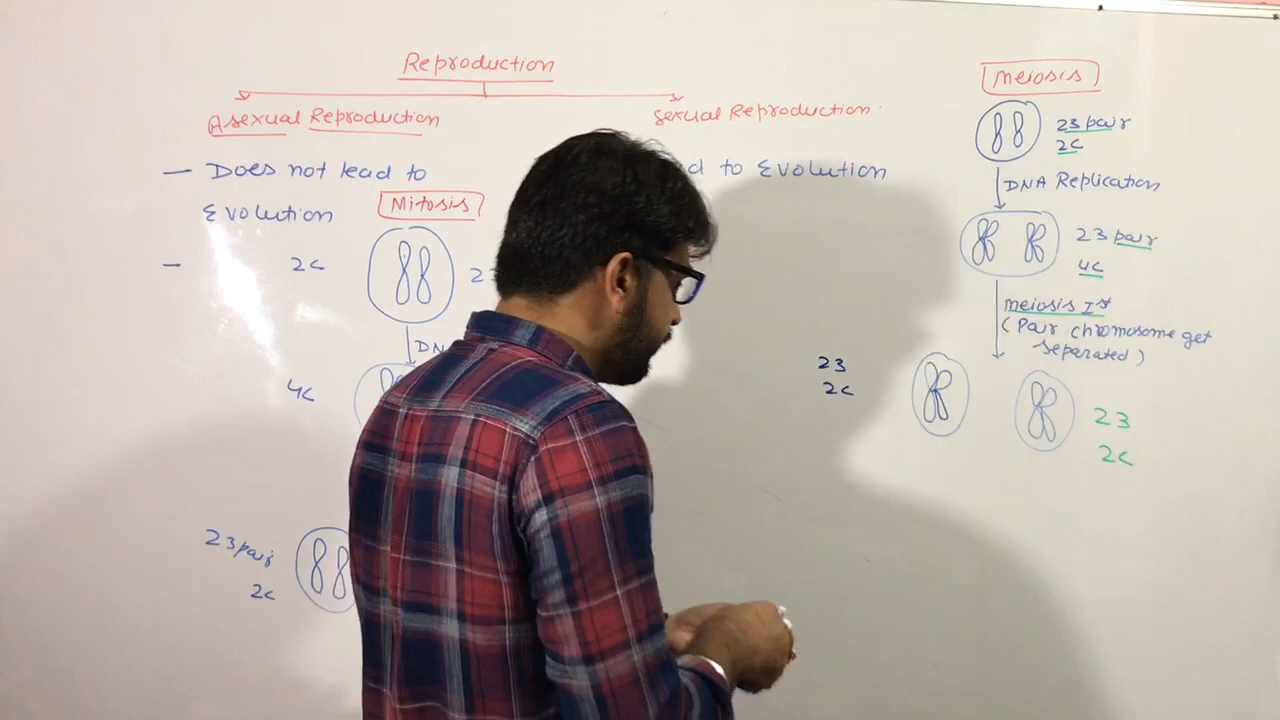 Reproduction
Asexual Reproduction
Sexual Reproduction
— Does not lead to
Evolution
to Evolution
Mitosis
2c
4c
23 pair
2c
Meiosis
23 pair
2c
DNA Replication
23 pair
4c
meiosis Ist
(Pair chromosome get
separated)
23
2c
23
2c